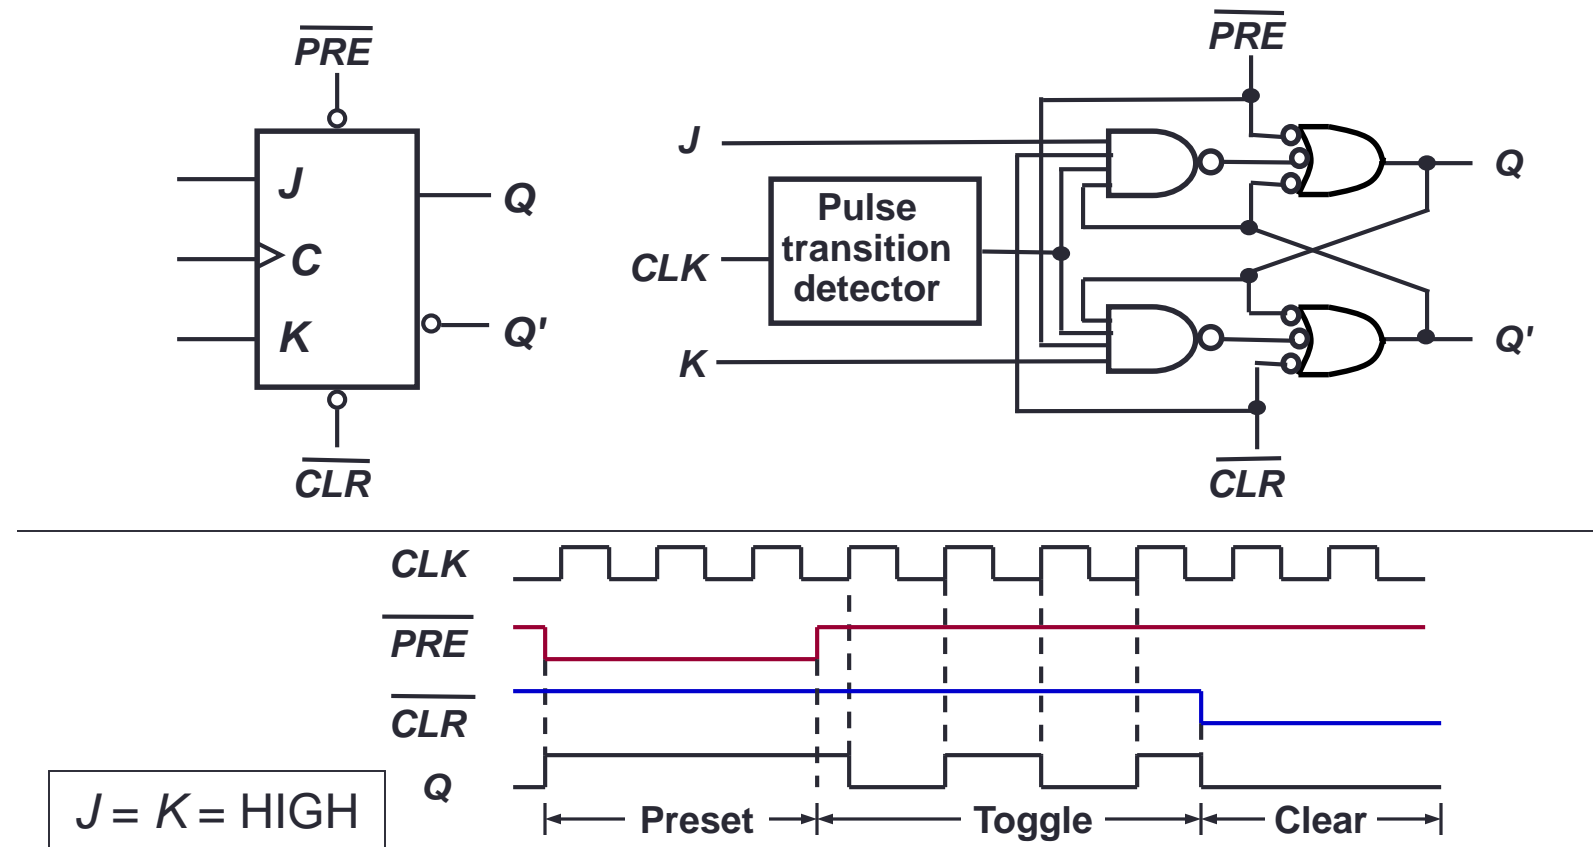 PRE
J
C
K
Q
Q'
CLR
PRE
J
CLK
K
Pulse
transition
detector
Q
Q'
CLR
CLK
PRE
CLR
Q
J = K = HIGH
Preset
Toggle
Clear